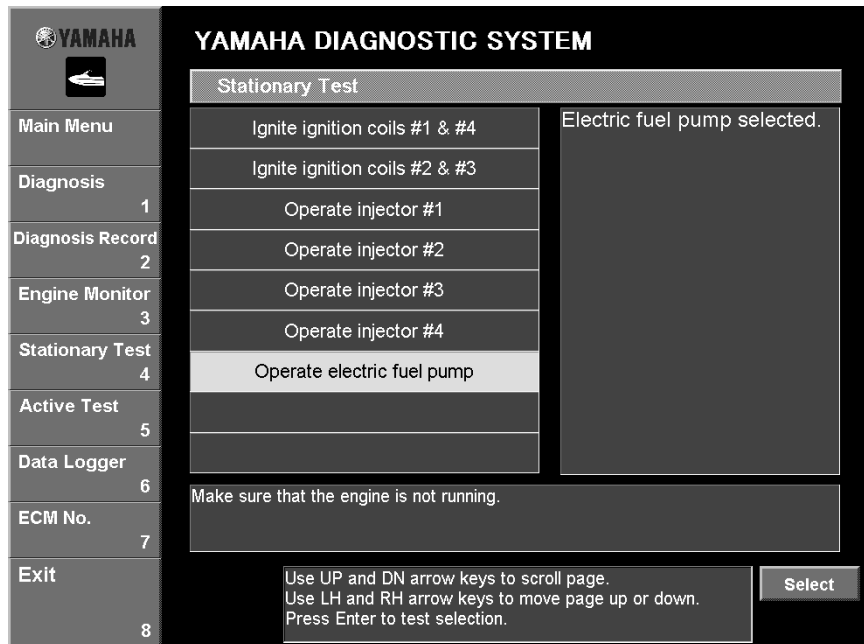 YAMAHA
YAMAHA DIAGNOSTIC SYSTEM
Stationary Test
Main Menu
Diagnosis
1
Diagnosis Record
2
Engine Monitor
3
Stationary Test
4
Active Test
5
Data Logger
6
ECM No.
7
Exit
8
Ignite ignition coils #1 & #4
Ignite ignition coils #2 & #3
Operate injector #1
Operate injector #2
Operate injector #3
Operate injector #4
Operate electric fuel pump
Electric fuel pump selected.
Make sure that the engine is not running.
Use UP and DN arrow keys to scroll page.
Use LH and RH arrow keys to move page up or down.
Press Enter to test selection.
Select